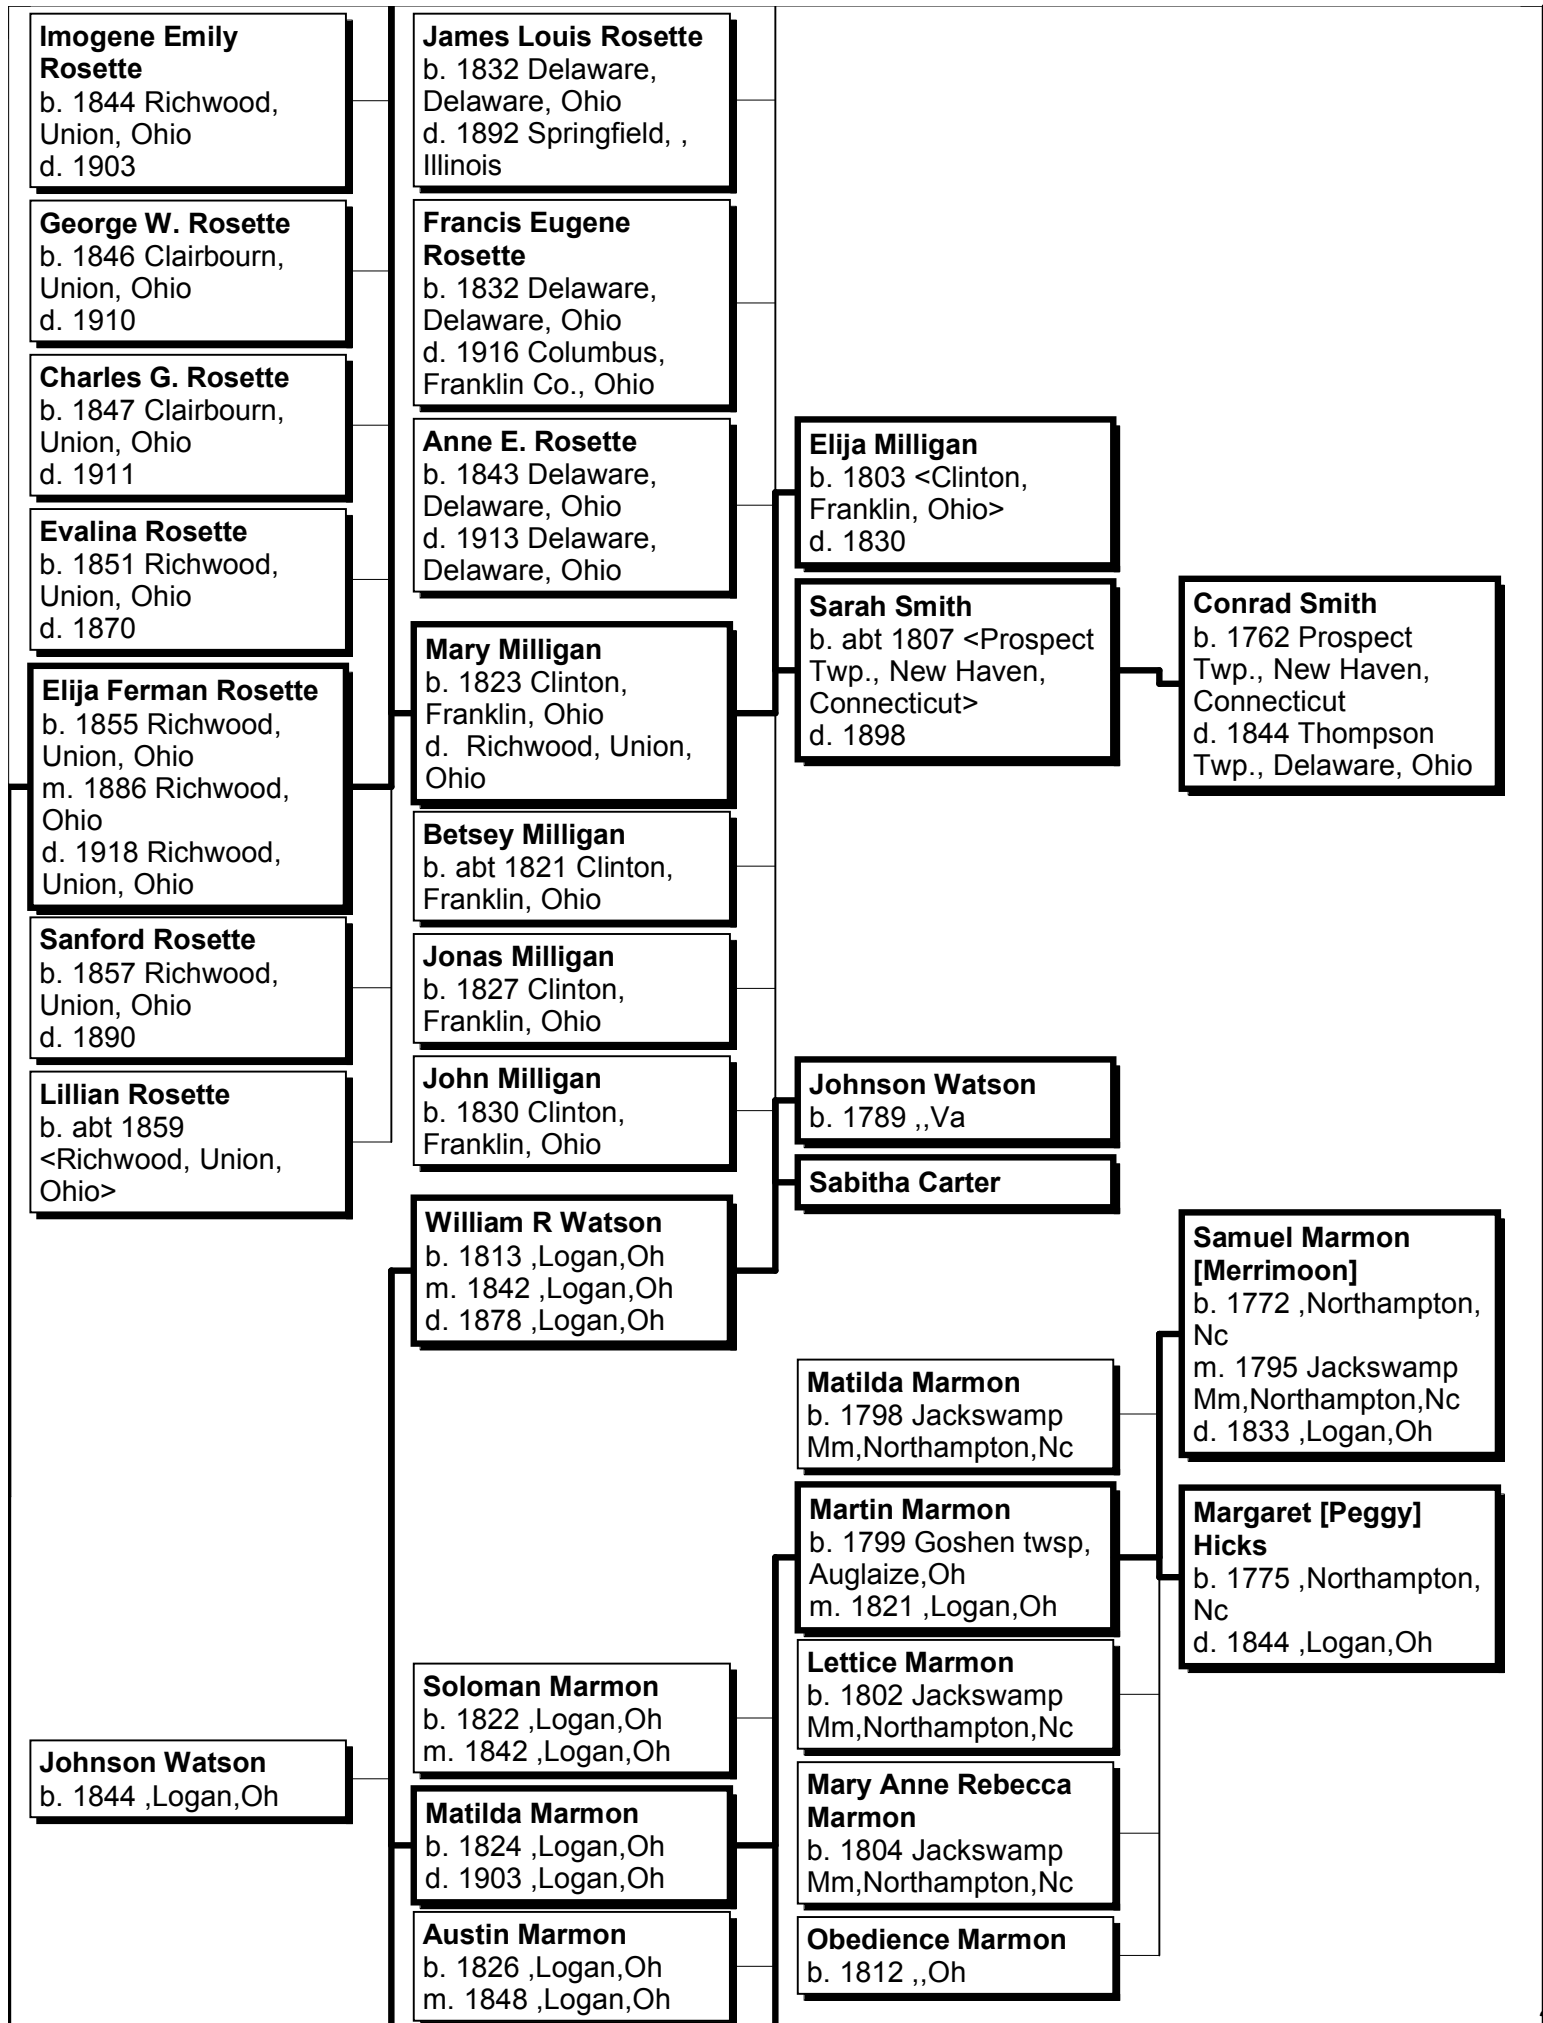 Imogene Emily
Rosette
b. 1844 Richwood,
Union, Ohio
d. 1903
George W. Rosette
b. 1846 Clairbourn,
Union, Ohio
d. 1910
Charles G. Rosette
b. 1847 Clairbourn,
Union, Ohio
d. 1911
Evalina Rosette
b. 1851 Richwood,
Union, Ohio
d. 1870
Elija Ferman Rosette
b. 1855 Richwood,
Union, Ohio
m. 1886 Richwood,
Ohio
d. 1918 Richwood,
Union, Ohio
Sanford Rosette
b. 1857 Richwood,
Union, Ohio
d. 1890
Lillian Rosette
b. abt 1859
<Richwood, Union,
Ohio>
Johnson Watson
b. 1844 ,Logan,Oh
James Louis Rosette
b. 1832 Delaware,
Delaware, Ohio
d. 1892 Springfield, ,
Illinois
Francis Eugene
Rosette
b. 1832 Delaware,
Delaware, Ohio
d. 1916 Columbus,
Franklin Co., Ohio
Anne E. Rosette
b. 1843 Delaware,
Delaware, Ohio
d. 1913 Delaware,
Delaware, Ohio
Mary Milligan
b. 1823 Clinton,
Franklin, Ohio
d.  Richwood, Union,
Ohio
Betsey Milligan
b. abt 1821 Clinton,
Franklin, Ohio
Jonas Milligan
b. 1827 Clinton,
Franklin, Ohio
John Milligan
b. 1830 Clinton,
Franklin, Ohio
William R Watson
b. 1813 ,Logan,Oh
m. 1842 ,Logan,Oh
d. 1878 ,Logan,Oh
Soloman Marmon
b. 1822 ,Logan,Oh
m. 1842 ,Logan,Oh
Matilda Marmon
b. 1824 ,Logan,Oh
d. 1903 ,Logan,Oh
Austin Marmon
b. 1826 ,Logan,Oh
m. 1848 ,Logan,Oh
Elija Milligan
b. 1803 <Clinton,
Franklin, Ohio>
d. 1830
Sarah Smith
b. abt 1807 <Prospect
Twp., New Haven,
Connecticut>
d. 1898
Johnson Watson
b. 1789 ,,Va
Sabitha Carter
Matilda Marmon
b. 1798 Jackswamp
Mm,Northampton,Nc
Martin Marmon
b. 1799 Goshen twsp,
Auglaize,Oh
m. 1821 ,Logan,Oh
Lettice Marmon
b. 1802 Jackswamp
Mm,Northampton,Nc
Mary Anne Rebecca
Marmon
b. 1804 Jackswamp
Mm,Northampton,Nc
Obedience Marmon
b. 1812 ,,Oh
Conrad Smith
b. 1762 Prospect
Twp., New Haven,
Connecticut
d. 1844 Thompson
Twp., Delaware, Ohio
Samuel Marmon
[Merrimoon]
b. 1772 ,Northampton,
Nc
m. 1795 Jackswamp
Mm,Northampton,Nc
d. 1833 ,Logan,Oh
Margaret [Peggy]
Hicks
b. 1775 ,Northampton,
Nc
d. 1844 ,Logan,Oh